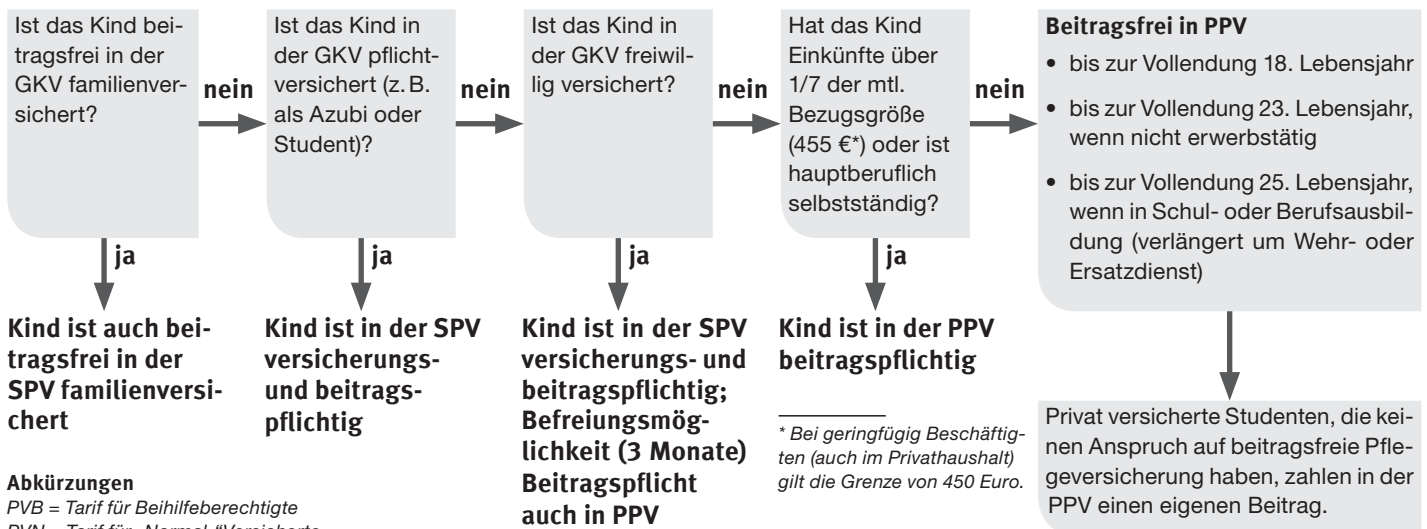 Ist das Kind bei-
tragsfrei in der
GKV familienver-
sichert?
nein
Ist das Kind in
der GKV pflicht-
versichert (z. B.
als Azubi oder
Student)?
nein
Ist das Kind in
der GKV freiwil-
lig versichert?
nein
Hat das Kind
Einkünfte über
1/7 der mtl.
Bezugsgröße
(455 €*) oder ist
hauptberuflich
selbstständig?
nein
Beitragsfrei in PPV
• bis zur Vollendung 18. Lebensjahr
• bis zur Vollendung 23. Lebensjahr,
wenn nicht erwerbstätig
• bis zur Vollendung 25. Lebensjahr,
wenn in Schul- oder Berufsausbil-
dung (verlängert um Wehr- oder
Ersatzdienst)
ja
ja
ja
ja
Kind ist auch bei-
tragsfrei in der
SPV familienversi-
chert
Kind ist in der SPV
versicherungs-
und beitrags-
pflichtig
Kind ist in der SPV
versicherungs- und
beitragspflichtig;
Befreiungsmög-
lichkeit (3 Monate)
Beitragspflicht
auch in PPV
Kind ist in der PPV
beitragspflichtig
* Bei geringfügig Beschäftig-
ten (auch im Privathaushalt)
gilt die Grenze von 450 Euro.
Privat versicherte Studenten, die kei-
nen Anspruch auf beitragsfreie Pfle-
geversicherung haben, zahlen in der
PPV einen eigenen Beitrag.
Abkürzungen
PVB = Tarif für Beihilfeberechtigte
PVN = Tarif für „Normal-"Versicherte